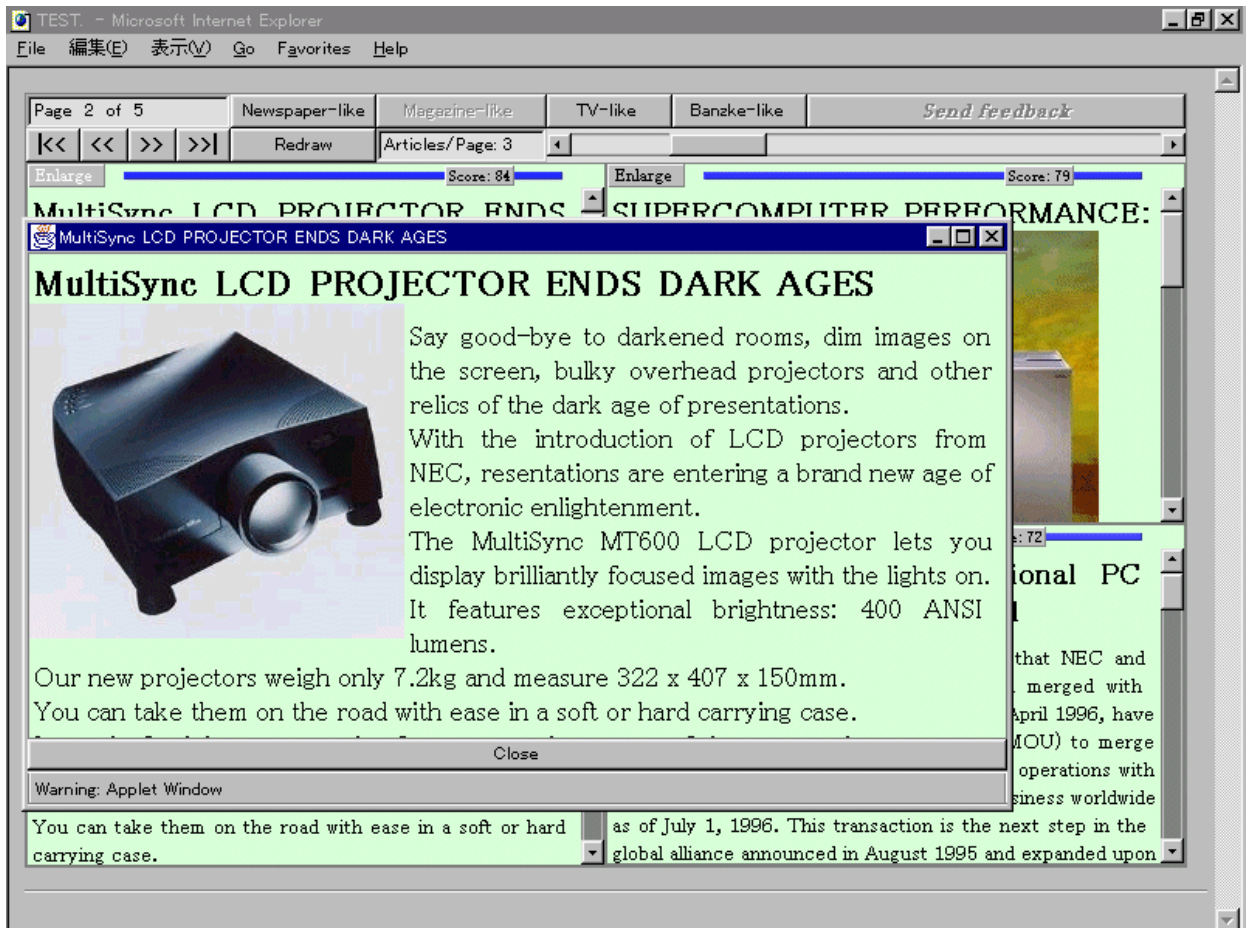 TEST. - Microsoft Internet Explorer
File 編集(E) 表示(V) Go Favorites Help
Page 2 of 5 Newspaper-like Magazine-like TV-like Banzke-like Send feedback
|<< << >> >>| Redraw Articles/Page: 3
Enlarge Score: 84 Enlarge Score: 79
MultiSync LCD PROJECTOR ENDS SUPERCOMPUTER PERFORMANCE:
MultiSync LCD PROJECTOR ENDS DARK AGES
MultiSync LCD PROJECTOR ENDS DARK AGES
Say good-bye to darkened rooms, dim images on
the screen, bulky overhead projectors and other
relics of the dark age of presentations.
With the introduction of LCD projectors from
NEC, resentations are entering a brand new age of
electronic enlightenment.
The MultiSync MT600 LCD projector lets you
display brilliantly focused images with the lights on.
It features exceptional brightness: 400 ANSI
lumens.
Our new projectors weigh only 7.2kg and measure 322 x 407 x 150mm.
You can take them on the road with ease in a soft or hard carrying case.
Close
Warning: Applet Window
: 72
ional PC
that NEC and
merged with
April 1996, have
MOU) to merge
operations with
siness worldwide
You can take them on the road with ease in a soft or hard
carrying case.
as of July 1, 1996. This transaction is the next step in the
global alliance announced in August 1995 and expanded upon